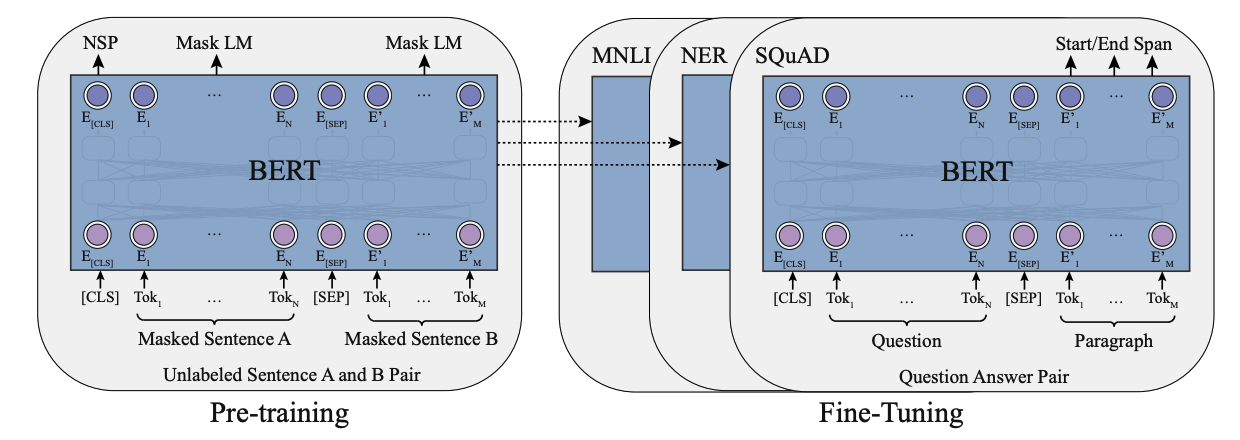 NSP Mask LM Mask LM
E[CLS] E1 ... EN E[SEP] E'1 ... E'M
BERT
E[CLS] E1 ... EN E[SEP] E'1 ... E'M
[CLS] Tok1 ... TokN [SEP] Tok1 ... TokM
Masked Sentence A Masked Sentence B
Unlabeled Sentence A and B Pair
Pre-training
MNLI NER SQuAD
Start/End Span
E[CLS] E1 ... EN E[SEP] E'1 ... E'M
BERT
E[CLS] E1 ... EN E[SEP] E'1 ... E'M
[CLS] Tok1 ... TokN [SEP] Tok1 ... TokM
Question Paragraph
Question Answer Pair
Fine-Tuning